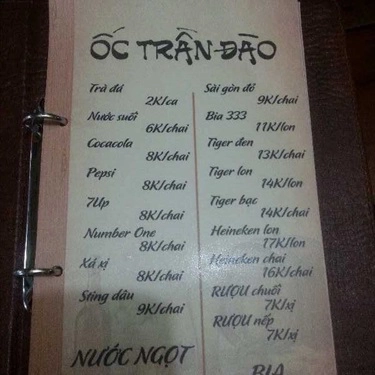 ỐC TRẦN ĐÀO
Trà đá
2K/ca
Nước suối
6K/chai
Cocacola
8K/chai
Pepsi
8K/chai
7Up
8K/chai
Number One
8K/chai
Xá xị
8K/chai
Sting dâu
9K/chai
NƯỚC NGỌT
Sài gòn đỏ
9K/chai
Bia 333
11K/lon
Tiger đen
13K/chai
Tiger lon
14K/lon
Tiger bạc
14K/chai
Heineken lon
17K/lon
Heineken chai
16K/chai
RƯỢU chuối
7K/xị
RƯỢU nếp
7K/xị
BIA